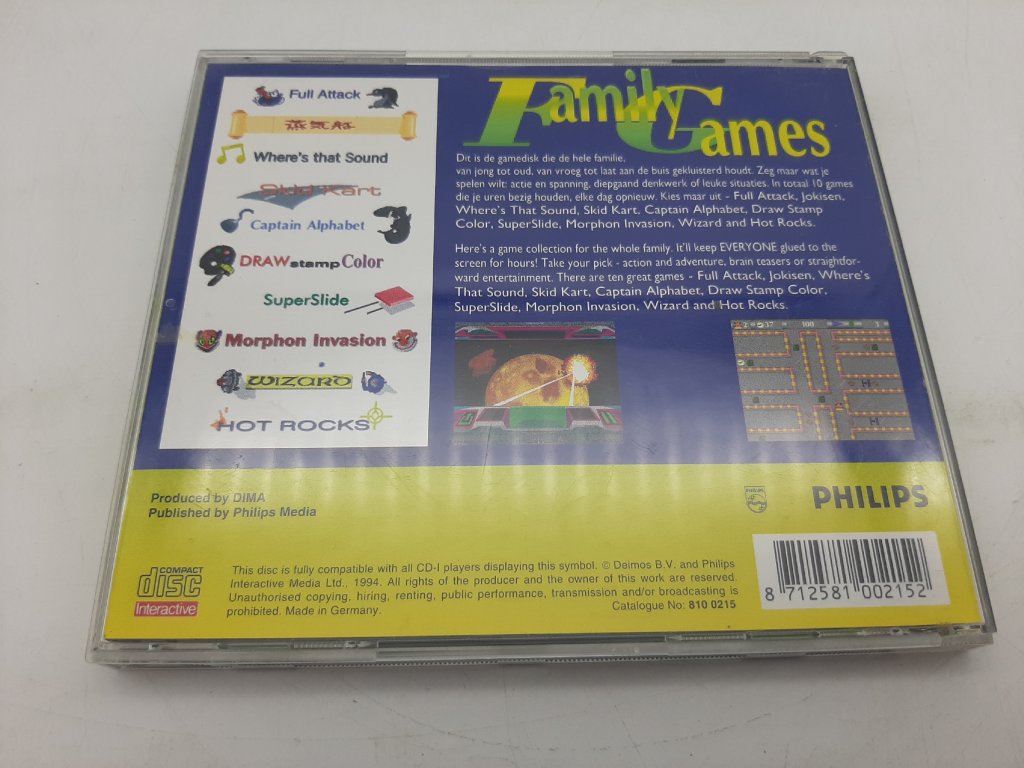 Full Attack
蒸気船
Where's that Sound
Skid Kart
Captain Alphabet
DRAW stamp Color
SuperSlide
Morphon Invasion
WIZARD
HOT ROCKS
Family Games
Dit is de gamedisk die de hele familie,
van jong tot oud, van vroeg tot laat aan de buis gekluisterd houdt. Zeg maar wat je
spelen wilt: actie en spanning, diepgaand denkwerk of leuke situaties. In totaal 10 games
die je uren bezig houden, elke dag opnieuw. Kies maar uit - Full Attack, Jokisen,
Where's That Sound, Skid Kart, Captain Alphabet, Draw Stamp
Color, SuperSlide, Morphon Invasion, Wizard and Hot Rocks.
Here's a game collection for the whole family. It'll keep EVERYONE glued to the
screen for hours! Take your pick - action and adventure, brain teasers or straightfor-
ward entertainment. There are ten great games - Full Attack, Jokisen, Where's
That Sound, Skid Kart, Captain Alphabet, Draw Stamp Color,
SuperSlide, Morphon Invasion, Wizard and Hot Rocks.
Produced by DIMA
Published by Philips Media
PHILIPS
COMPACT
disc
Interactive
This disc is fully compatible with all CD-I players displaying this symbol. © Deimos B.V. and Philips
Interactive Media Ltd., 1994. All rights of the producer and the owner of this work are reserved.
Unauthorised copying, hiring, renting, public performance, transmission and/or broadcasting is
prohibited. Made in Germany. Catalogue No: 810 0215
8 712581 002152